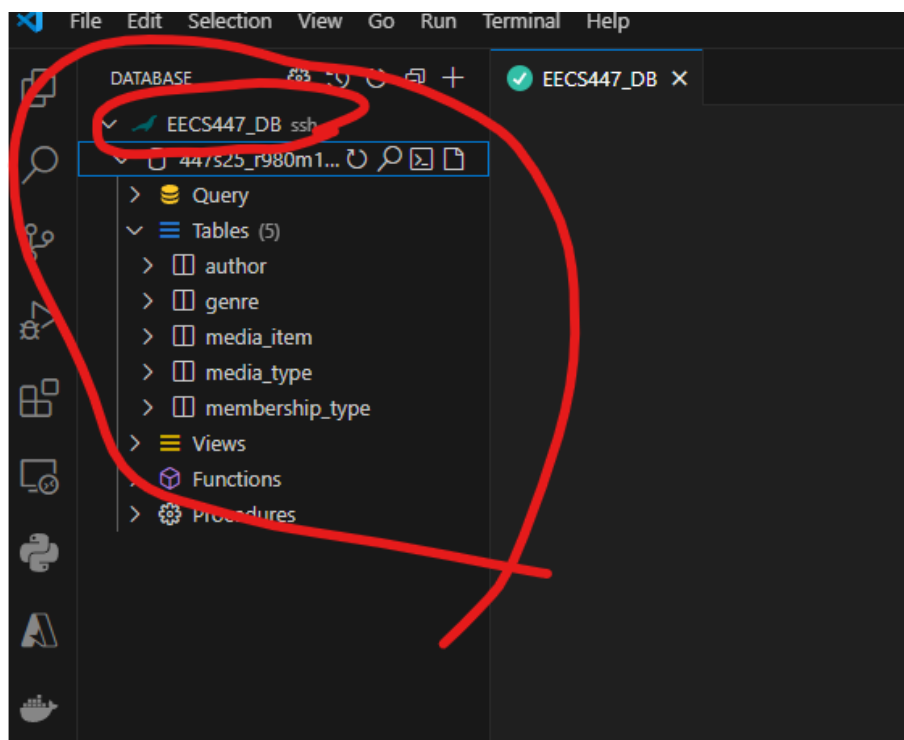 File Edit Selection View Go Run Terminal Help
DATABASE
EECS447_DB ✕
EECS447_DB ssh
447s25_r980m1...
Query
Tables (5)
author
genre
media_item
media_type
membership_type
Views
Functions
Procedures